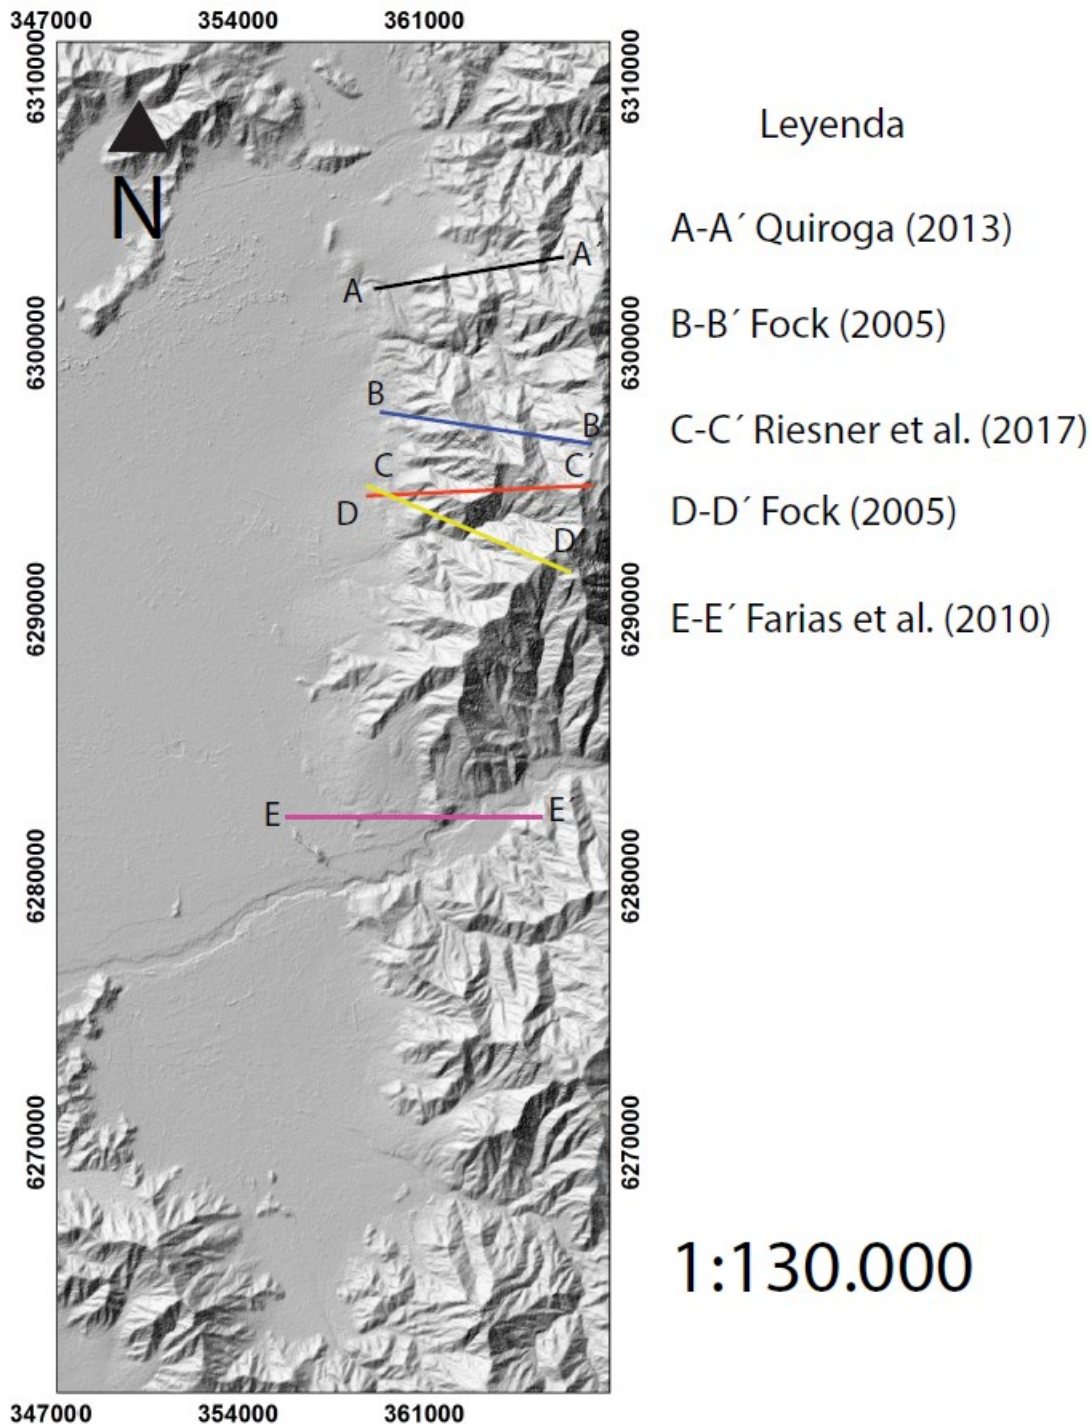 347000 354000 361000
6310000
6310000
Leyenda
N
A-A´ Quiroga (2013)
A
A´
B-B´ Fock (2005)
6300000
6300000
B
B
C-C´ Riesner et al. (2017)
C
C´
D
D-D´ Fock (2005)
D´
6290000
6290000
E-E´ Farias et al. (2010)
E
E´
6280000
6280000
6270000
6270000
1:130.000
347000 354000 361000